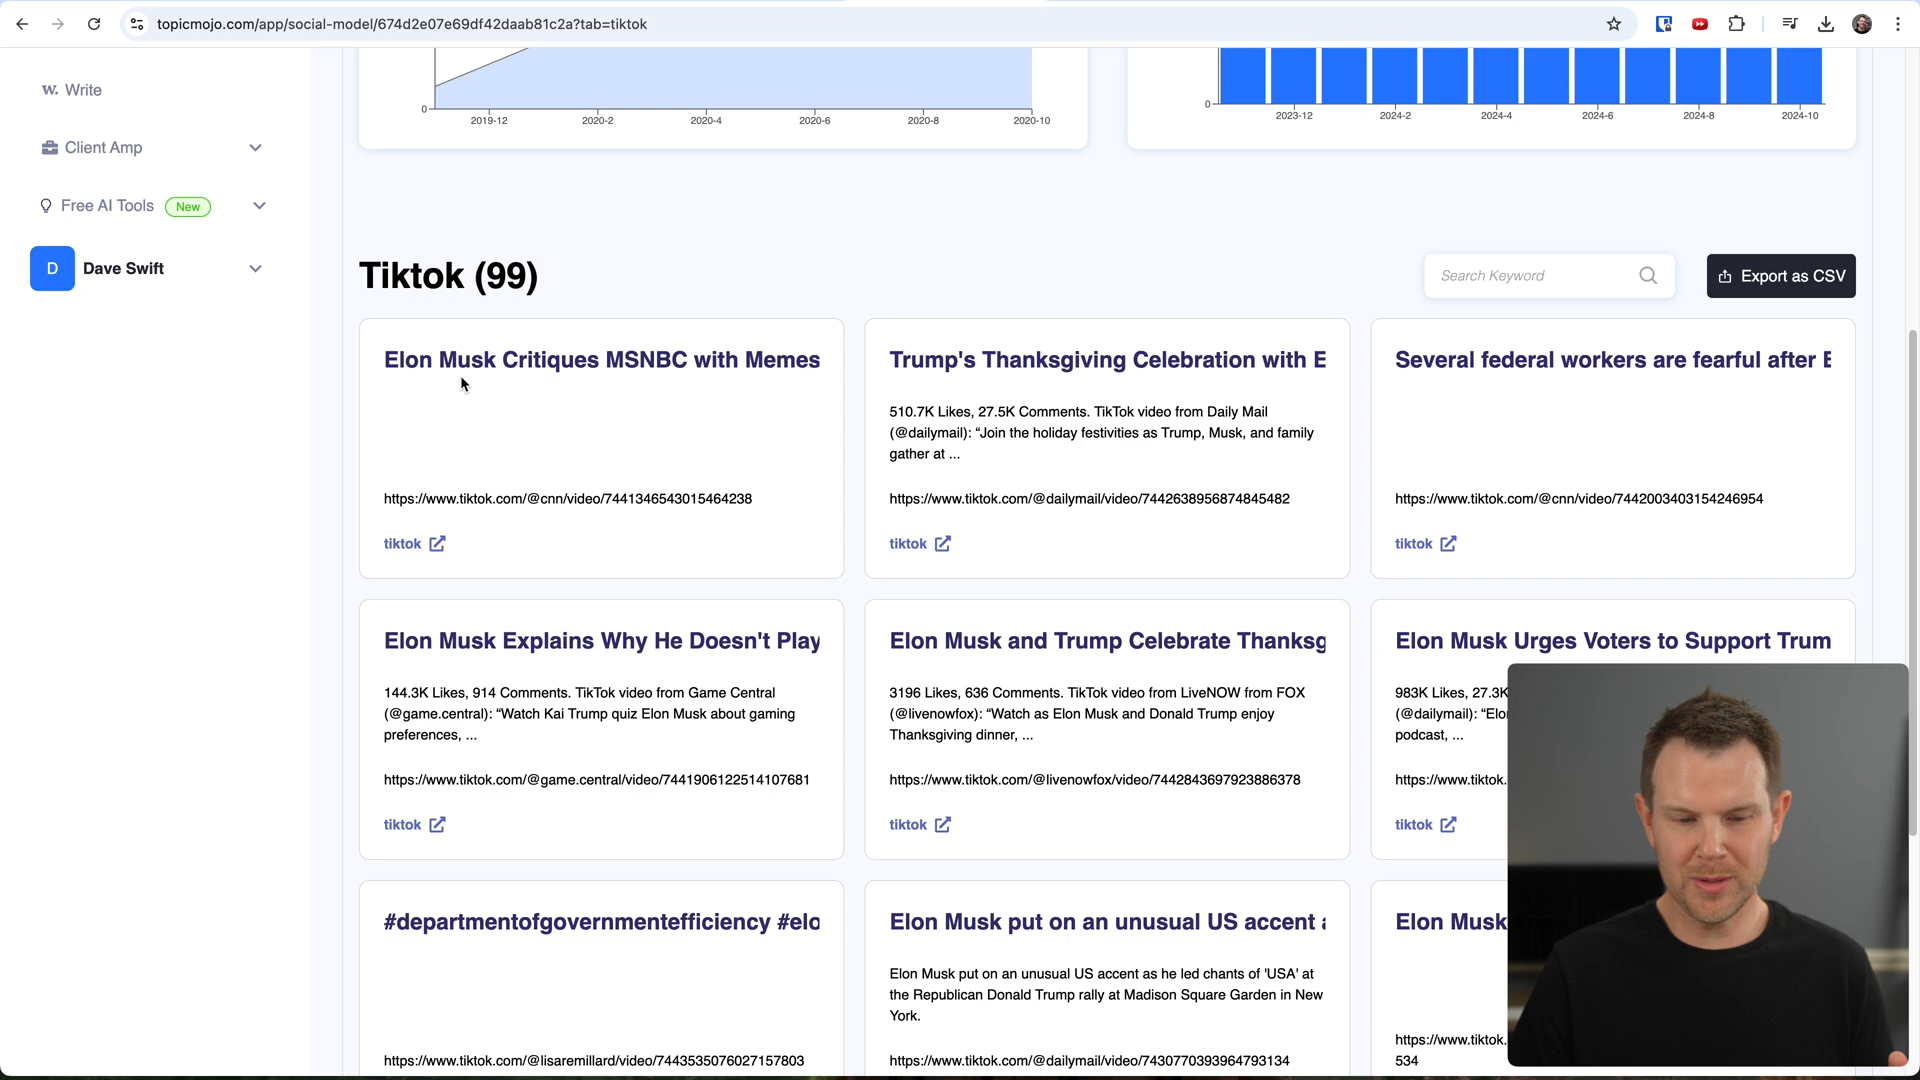 topicmojo.com/app/social-model/674d2e07e69df42daab81c2a?tab=tiktok
w. Write
Client Amp
Free AI Tools New
D Dave Swift
0
2019-12 2020-2 2020-4 2020-6 2020-8 2020-10
0
2023-12 2024-2 2024-4 2024-6 2024-8 2024-10
Tiktok (99)
Search Keyword
Export as CSV
Elon Musk Critiques MSNBC with Memes
https://www.tiktok.com/@cnn/video/7441346543015464238
tiktok
Trump's Thanksgiving Celebration with E
510.7K Likes, 27.5K Comments. TikTok video from Daily Mail
(@dailymail): “Join the holiday festivities as Trump, Musk, and family
gather at ...
https://www.tiktok.com/@dailymail/video/7442638956874845482
tiktok
Several federal workers are fearful after E
https://www.tiktok.com/@cnn/video/7442003403154246954
tiktok
Elon Musk Explains Why He Doesn't Play
144.3K Likes, 914 Comments. TikTok video from Game Central
(@game.central): “Watch Kai Trump quiz Elon Musk about gaming
preferences, ...
https://www.tiktok.com/@game.central/video/7441906122514107681
tiktok
Elon Musk and Trump Celebrate Thanksg
3196 Likes, 636 Comments. TikTok video from LiveNOW from FOX
(@livenowfox): “Watch as Elon Musk and Donald Trump enjoy
Thanksgiving dinner, ...
https://www.tiktok.com/@livenowfox/video/7442843697923886378
tiktok
Elon Musk Urges Voters to Support Trum
983K Likes, 27.3K
(@dailymail): “Elo
podcast, ...
https://www.tiktok.
tiktok
#departmentofgovernmentefficiency #elo
https://www.tiktok.com/@lisaremillard/video/7443535076027157803
Elon Musk put on an unusual US accent a
Elon Musk put on an unusual US accent as he led chants of 'USA' at
the Republican Donald Trump rally at Madison Square Garden in New
York.
https://www.tiktok.com/@dailymail/video/7430770393964793134
Elon Musk
https://www.tiktok.
534